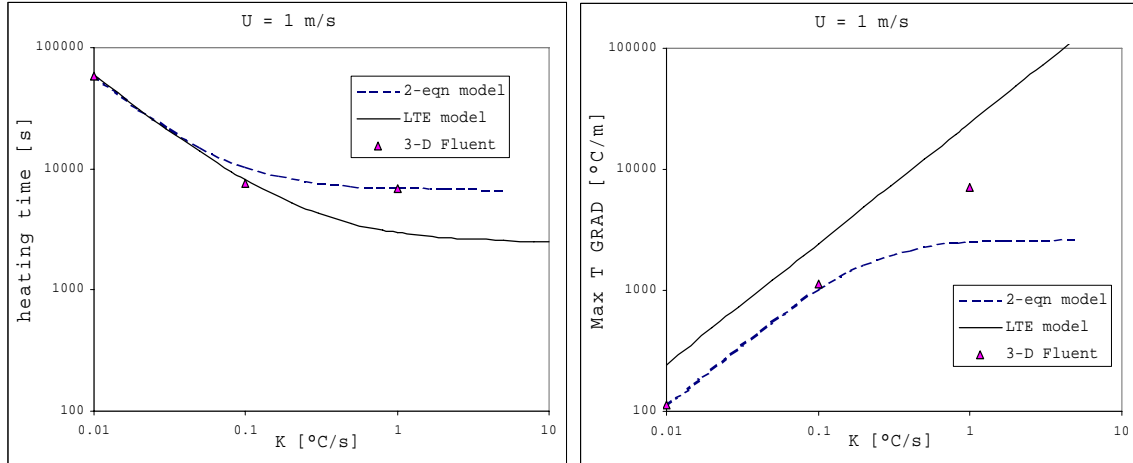 U = 1 m/s
100000
10000
1000
100
0.01
0.1
1
10
heating time [s]
K [°C/s]
2-eqn model
LTE model
3-D Fluent
U = 1 m/s
100000
10000
1000
100
0.01
0.1
1
10
Max T GRAD [°C/m]
K [°C/s]
2-eqn model
LTE model
3-D Fluent